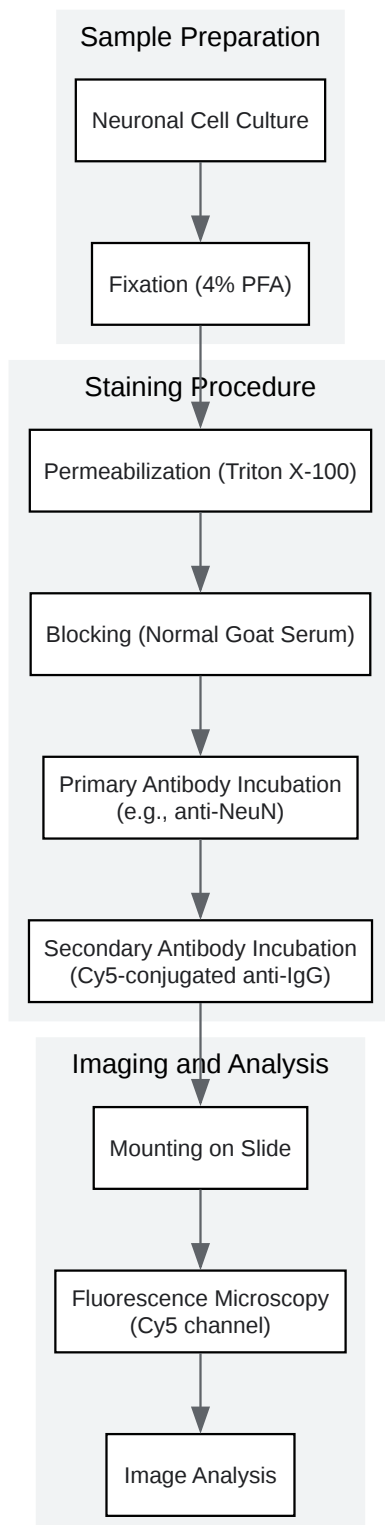 Sample Preparation
Neuronal Cell Culture
Fixation (4% PFA)
Staining Procedure
Permeabilization (Triton X-100)
Blocking (Normal Goat Serum)
Primary Antibody Incubation
(e.g., anti-NeuN)
Secondary Antibody Incubation
(Cy5-conjugated anti-IgG)
Imaging and Analysis
Mounting on Slide
Fluorescence Microscopy
(Cy5 channel)
Image Analysis